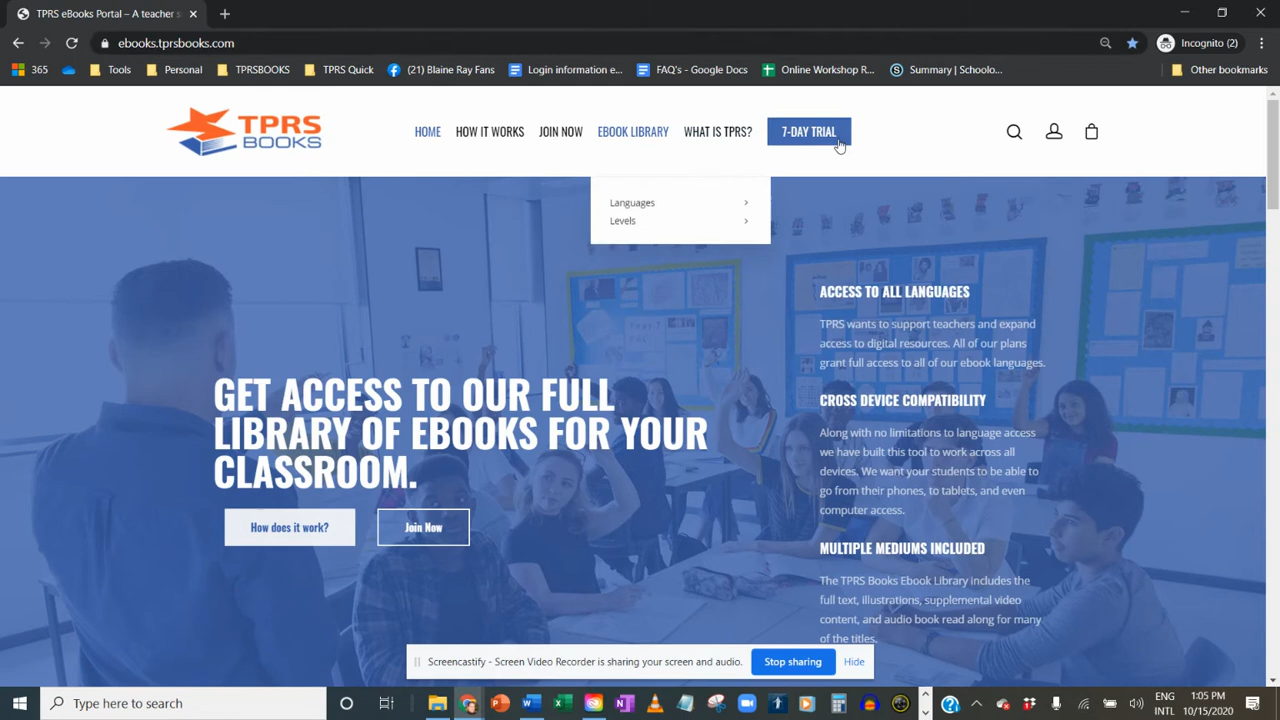 TPRS eBooks Portal – A teacher s
ebooks.tprsbooks.com
Incognito (2)
365
Tools
Personal
TPRSBOOKS
TPRS Quick
(21) Blaine Ray Fans
Login information e...
FAQ's - Google Docs
Online Workshop R...
Summary | Schoolo...
Other bookmarks
TPRS
BOOKS
HOME
HOW IT WORKS
JOIN NOW
EBOOK LIBRARY
WHAT IS TPRS?
7-DAY TRIAL
Languages
Levels
GET ACCESS TO OUR FULL
LIBRARY OF EBOOKS FOR YOUR
CLASSROOM.
How does it work?
Join Now
ACCESS TO ALL LANGUAGES
TPRS wants to support teachers and expand
access to digital resources. All of our plans
grant full access to all of our ebook languages.
CROSS DEVICE COMPATIBILITY
Along with no limitations to language access
we have built this tool to work across all
devices. We want your students to be able to
go from their phones, to tablets, and even
computer access.
MULTIPLE MEDIUMS INCLUDED
The TPRS Books Ebook Library includes the
full text, illustrations, supplemental video
content, and audio book read along for many
of the titles.
Screencastify - Screen Video Recorder is sharing your screen and audio.
Stop sharing
Hide
Type here to search
ENG
INTL
1:05 PM
10/15/2020